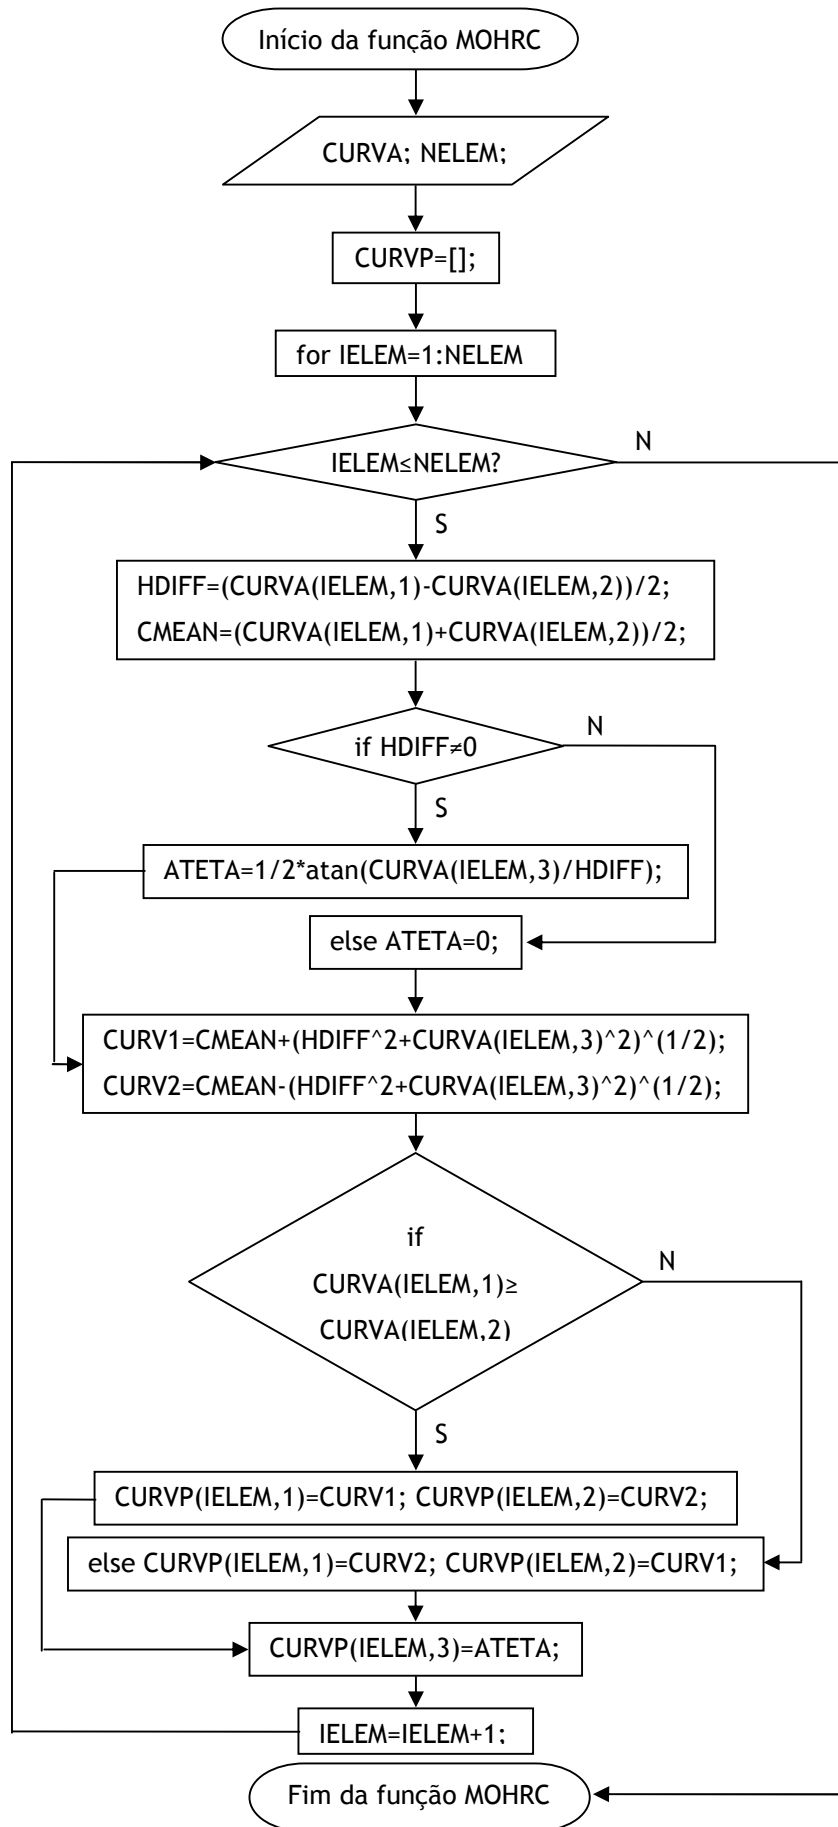 Início da função MOHRC
CURVA; NELEM;
CURVP=[];
for IELEM=1:NELEM
IELEM≤NELEM?
N
S
HDIFF=(CURVA(IELEM,1)-CURVA(IELEM,2))/2;
CMEAN=(CURVA(IELEM,1)+CURVA(IELEM,2))/2;
if HDIFF≠0
N
S
ATETA=1/2*atan(CURVA(IELEM,3)/HDIFF);
else ATETA=0;
CURV1=CMEAN+(HDIFF^2+CURVA(IELEM,3)^2)^(1/2);
CURV2=CMEAN-(HDIFF^2+CURVA(IELEM,3)^2)^(1/2);
if
CURVA(IELEM,1)≥
CURVA(IELEM,2)
N
S
CURVP(IELEM,1)=CURV1; CURVP(IELEM,2)=CURV2;
else CURVP(IELEM,1)=CURV2; CURVP(IELEM,2)=CURV1;
CURVP(IELEM,3)=ATETA;
IELEM=IELEM+1;
Fim da função MOHRC